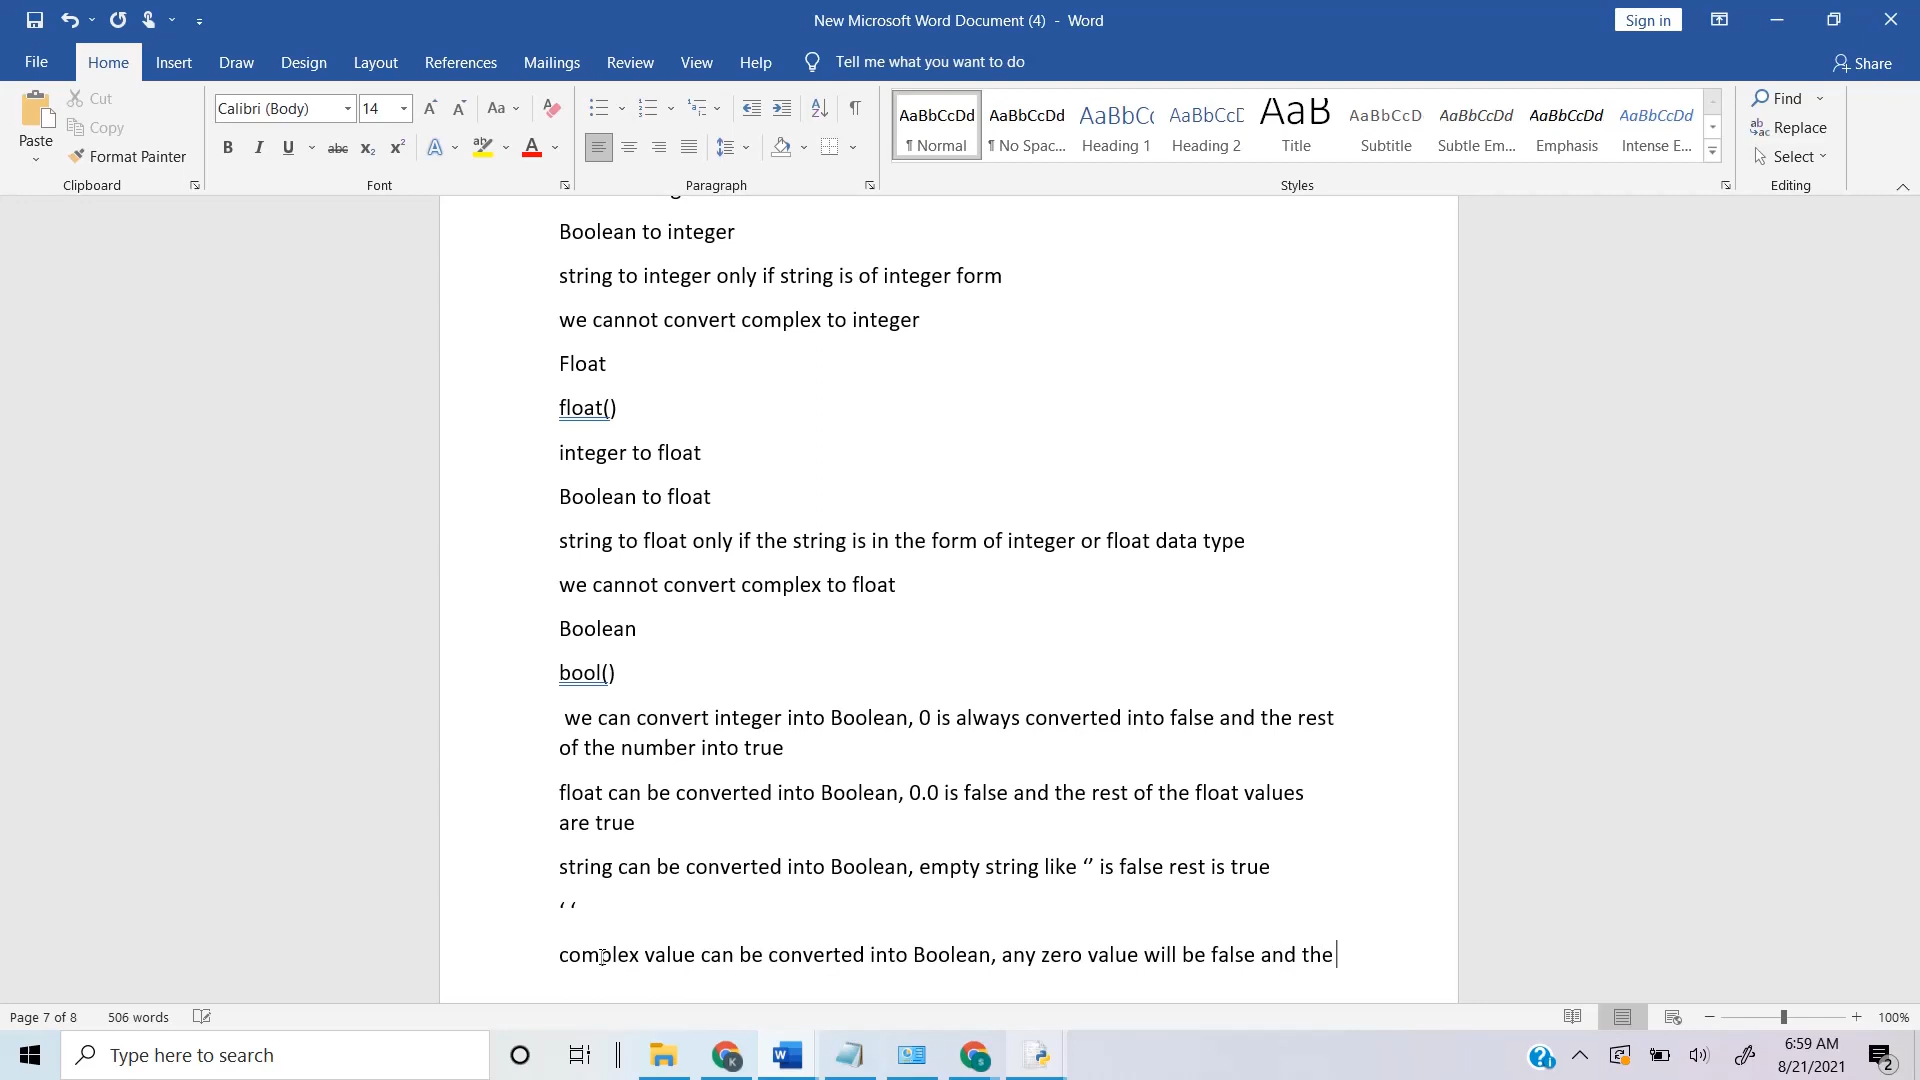 New Microsoft Word Document (4) - Word
Sign in
File Home Insert Draw Design Layout References Mailings Review View Help Tell me what you want to do Share
Paste
Cut
Copy
Format Painter
Clipboard
Calibri (Body) 14
Font
Paragraph
AaBbCcDd AaBbCcDd AaBbCc AaBbCcD AaB AaBbCcD AaBbCcDd AaBbCcDd AaBbCcDd
¶ Normal ¶ No Spac... Heading 1 Heading 2 Title Subtitle Subtle Em... Emphasis Intense E...
Styles
Find
Replace
Select
Editing
Boolean to integer
string to integer only if string is of integer form
we cannot convert complex to integer
Float
float()
integer to float
Boolean to float
string to float only if the string is in the form of integer or float data type
we cannot convert complex to float
Boolean
bool()
we can convert integer into Boolean, 0 is always converted into false and the rest
of the number into true
float can be converted into Boolean, 0.0 is false and the rest of the float values
are true
string can be converted into Boolean, empty string like ‘’ is false rest is true
‘ ‘
complex value can be converted into Boolean, any zero value will be false and the
Page 7 of 8 506 words 100%
Type here to search
6:59 AM
8/21/2021
2